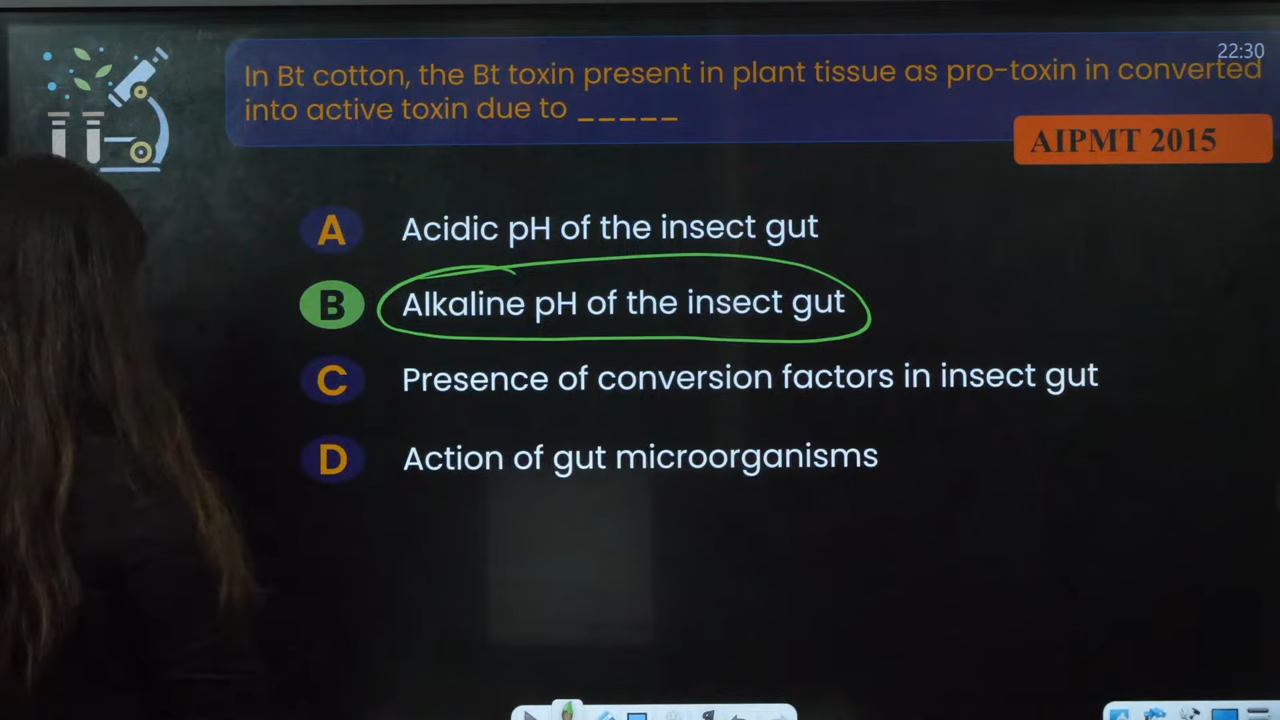 22:30
In Bt cotton, the Bt toxin present in plant tissue as pro-toxin in converted
into active toxin due to _____
AIPMT 2015
A Acidic pH of the insect gut
B Alkaline pH of the insect gut
C Presence of conversion factors in insect gut
D Action of gut microorganisms